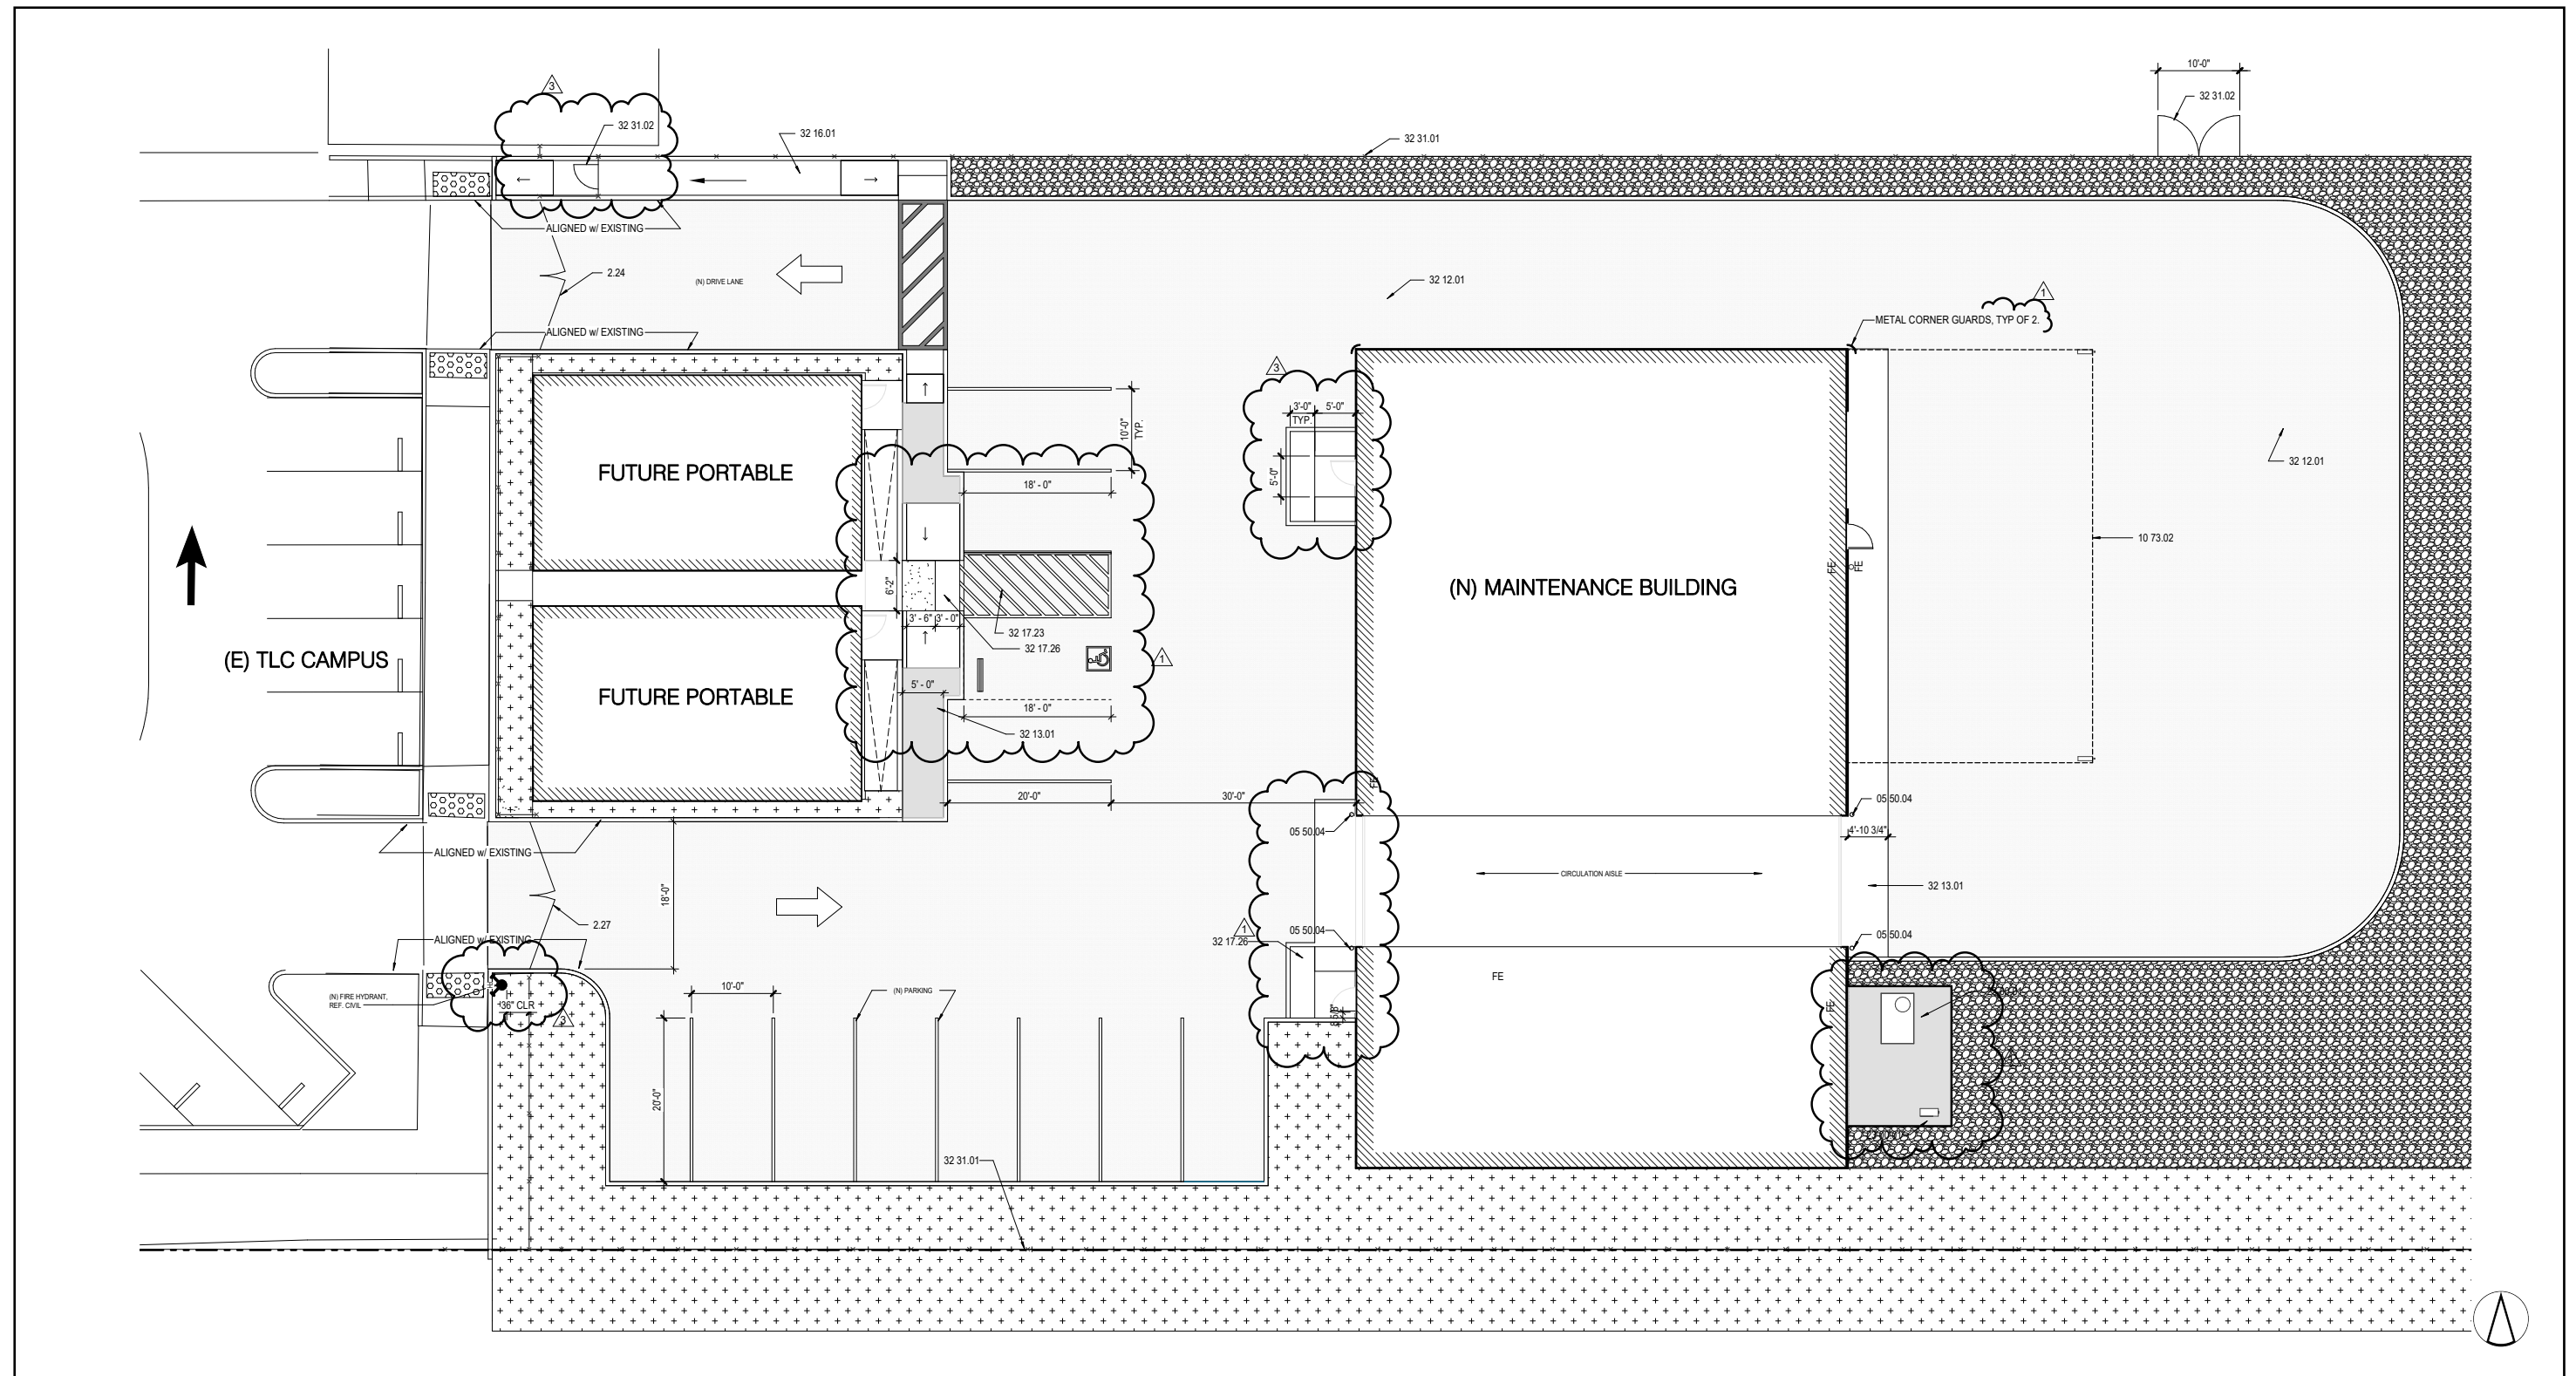 10'-0"
3
32 31.02
32 31.02
32 16.01
32 31.01
ALIGNED w/ EXISTING
2.24
(N) DRIVE LANE
32 12.01
1
METAL CORNER GUARDS, TYP OF 2.
ALIGNED w/ EXISTING
3
3'-0"
TYP.
5'-0"
10'-0"
TYP.
5'-0"
FUTURE PORTABLE
18' - 0"
32 12.01
10 73.02
FE
FE
6'-2"
(N) MAINTENANCE BUILDING
3' - 6"
3' - 0"
32 17.23
32 17.26
1
(E) TLC CAMPUS
5' - 0"
FUTURE PORTABLE
18' - 0"
32 13.01
FE
20'-0"
30'-0"
05 50.04
05 50.04
4'-10 3/4"
ALIGNED w/ EXISTING
CIRCULATION AISLE
32 13.01
18'-0"
2.27
1
05 50.04
05 50.04
32 17.26
ALIGNED w/ EXISTING
FE
10'-0"
(N) PARKING
(N) FIRE HYDRANT,
REF. CIVIL
36" CLR
3
FE
20'-0"
32 31.01